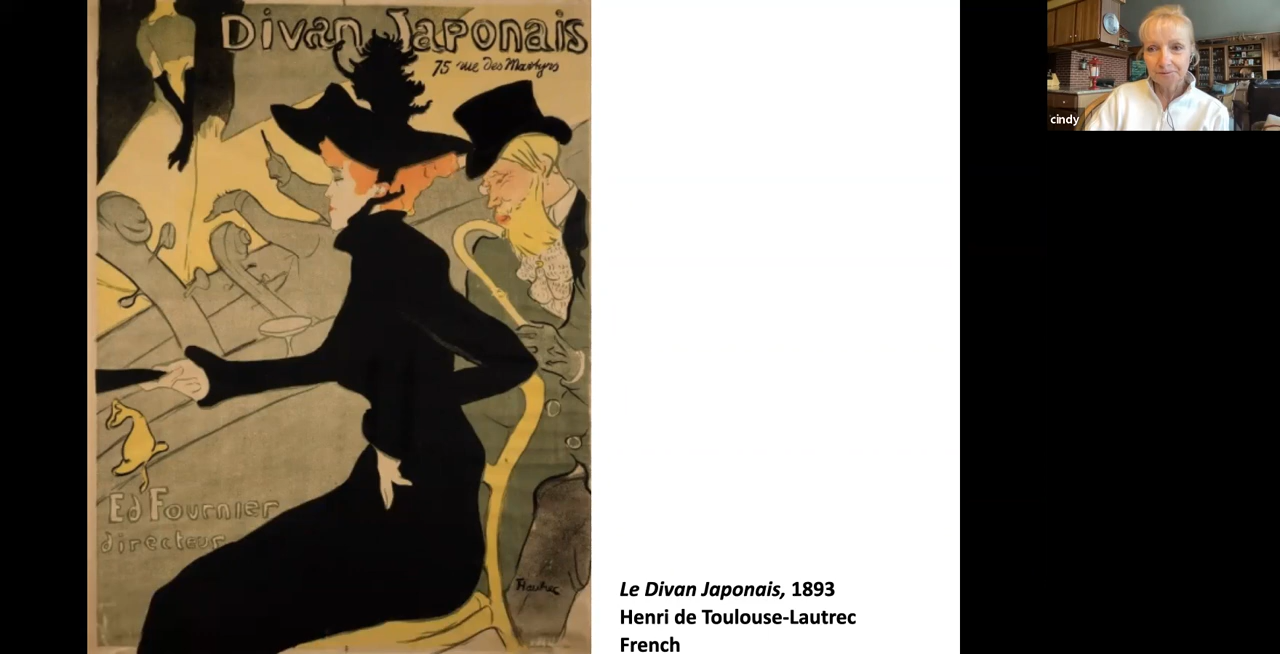 Divan Japonais
75 rue des Martyrs
Ed Fournier
directeur
cindy
Le Divan Japonais, 1893
Henri de Toulouse-Lautrec
French